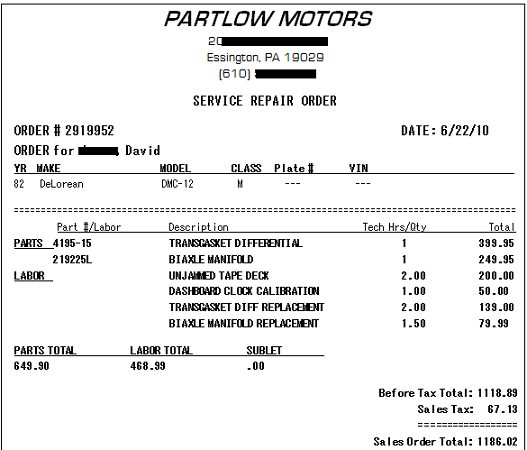 PARTLOW MOTORS
20
Essington, PA 19029
(610)
SERVICE REPAIR ORDER
ORDER # 2919952 DATE: 6/22/10
ORDER for , David
YR MAKE MODEL CLASS Plate# VIN
82 DeLorean DMC-12 M --- ---
Part #/Labor Description Tech Hrs/Qty Total
PARTS 4195-15 TRANSGASKET DIFFERENTIAL 1 399.95
219225L BIAXLE MANIFOLD 1 249.95
LABOR UNJAMMED TAPE DECK 2.00 200.00
DASHBOARD CLOCK CALIBRATION 1.00 50.00
TRANSGASKET DIFF REPLACEMENT 2.00 139.00
BIAXLE MANIFOLD REPLACEMENT 1.50 79.99
PARTS TOTAL LABOR TOTAL SUBLET
649.90 468.99 .00
Before Tax Total: 1118.89
Sales Tax: 67.13
Sales Order Total: 1186.02